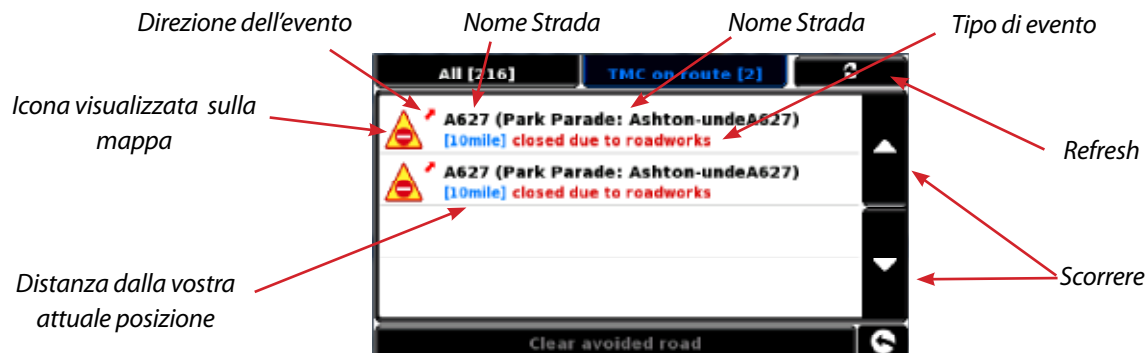 Direzione dell'evento
Nome Strada
Nome Strada
Tipo di evento
All [216]
TMC on route [2]
Icona visualizzata sulla
mappa
A627 (Park Parade: Ashton-undeA627)
[10mile] closed due to roadworks
Refresh
A627 (Park Parade: Ashton-undeA627)
[10mile] closed due to roadworks
Distanza dalla vostra
attuale posizione
Scorrere
Clear avoided road